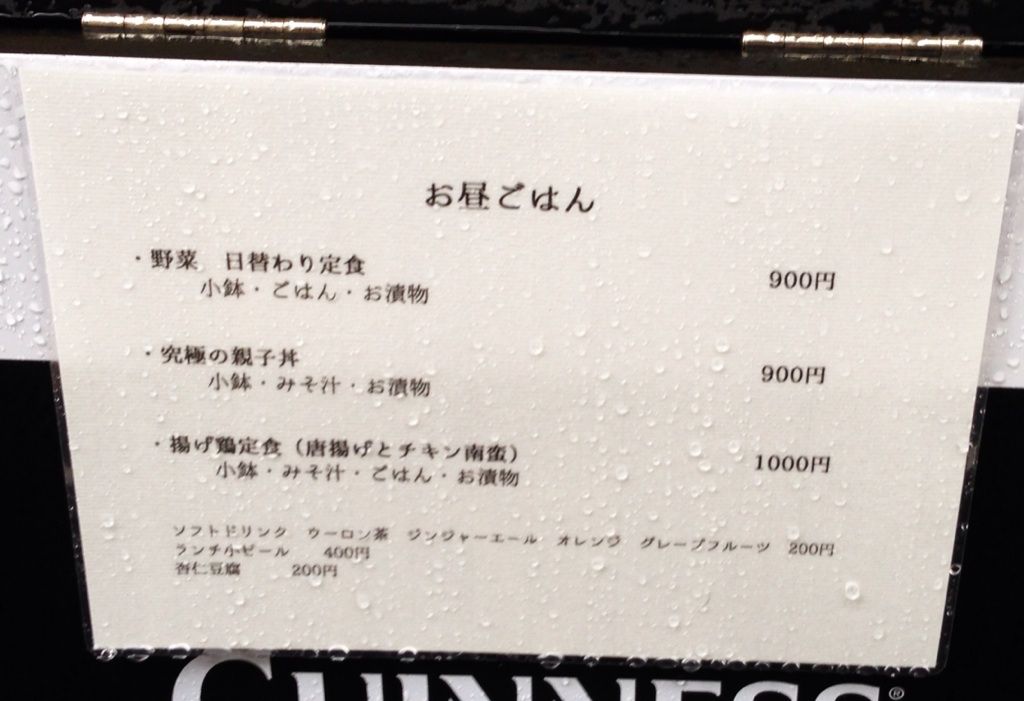 お昼ごはん
・野菜　日替わり定食　900円
小鉢・ごはん・お漬物
・究極の親子丼　900円
小鉢・みそ汁・お漬物
・揚げ鶏定食（唐揚げとチキン南蛮）　1000円
小鉢・みそ汁・ごはん・お漬物
ソフトドリンク　ウーロン茶　ジンジャーエール　オレンジ　グレープフルーツ　200円
ランチ小ビール　400円
杏仁豆腐　200円
GUINNESS®